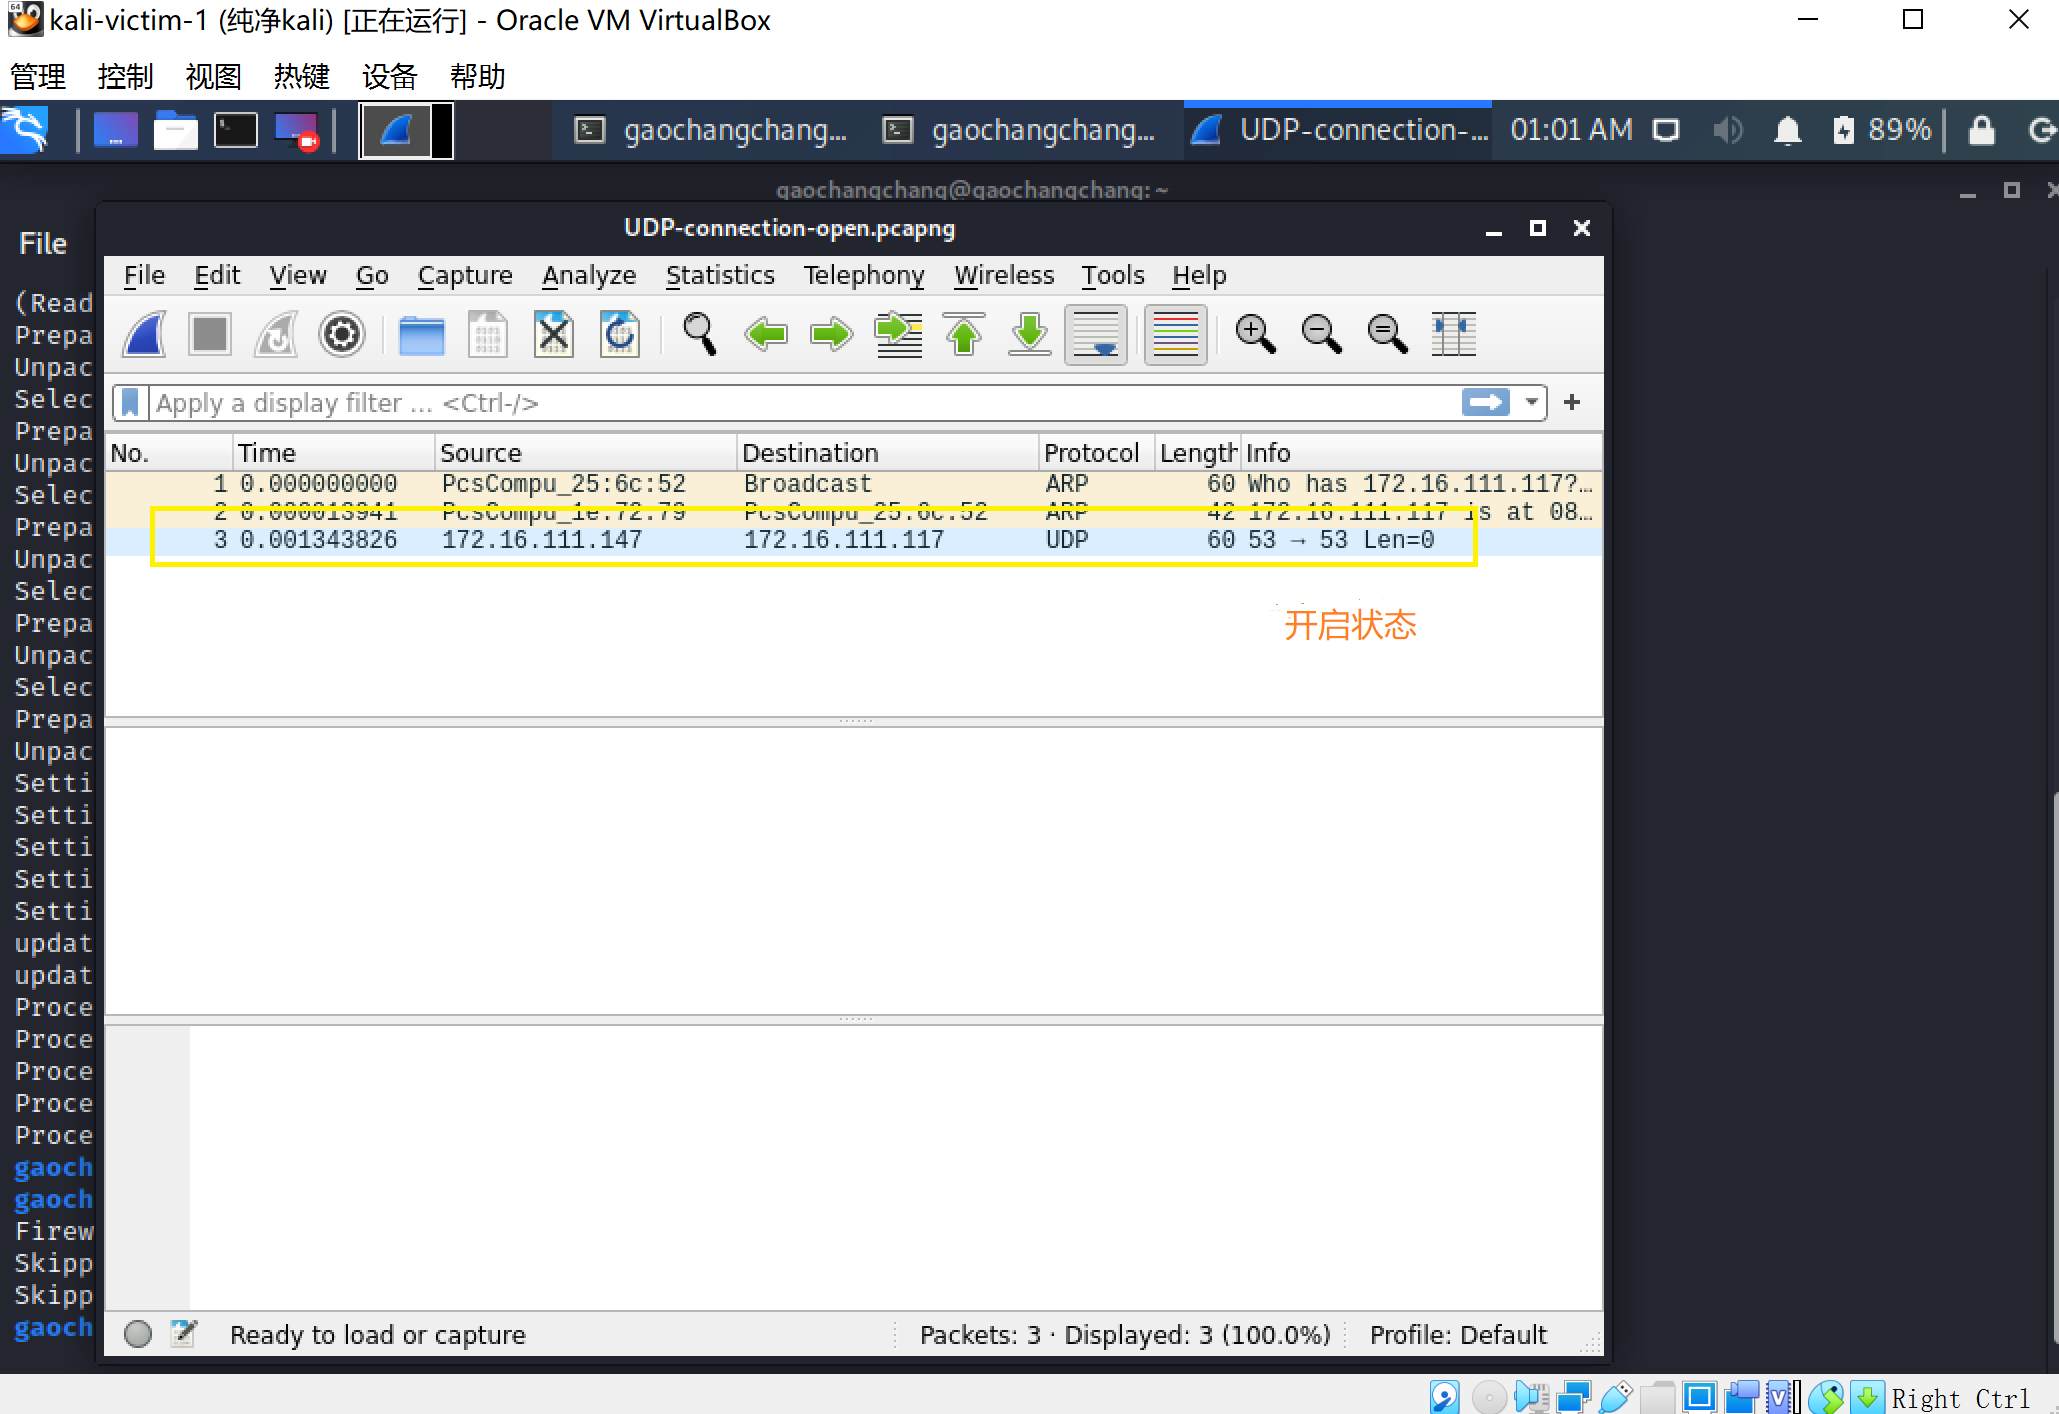 kali-victim-1 (纯净kali) [正在运行] - Oracle VM VirtualBox
管理 控制 视图 热键 设备 帮助
gaochangchang... gaochangchang... UDP-connection-... 01:01 AM 89%
gaochangchang@gaochangchang: ~
UDP-connection-open.pcapng
File
File Edit View Go Capture Analyze Statistics Telephony Wireless Tools Help
Apply a display filter ... <Ctrl-/>
No. Time Source Destination Protocol Length Info
1 0.000000000 PcsCompu_25:6c:52 Broadcast ARP 60 Who has 172.16.111.117?...
2 0.000013941 PcsCompu_1e:72:79 PcsCompu_25:6c:52 ARP 42 172.16.111.117 is at 08...
3 0.001343826 172.16.111.147 172.16.111.117 UDP 60 53 → 53 Len=0
开启状态
(Read
Prepa
Unpac
Selec
Prepa
Unpac
Selec
Prepa
Unpac
Selec
Prepa
Unpac
Selec
Prepa
Unpac
Setti
Setti
Setti
Setti
Setti
updat
updat
Proce
Proce
Proce
Proce
Proce
gaoch
gaoch
Firew
Skipp
Skipp
gaoch
Ready to load or capture Packets: 3 · Displayed: 3 (100.0%) Profile: Default
Right Ctrl